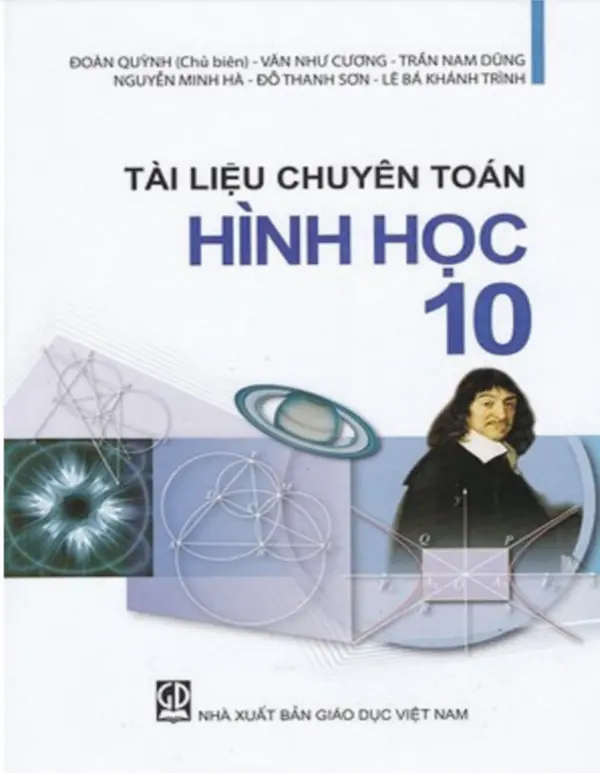 ĐOÀN QUỲNH (Chủ biên) - VĂN NHƯ CƯƠNG - TRẦN NAM DŨNG
NGUYỄN MINH HÀ - ĐỖ THANH SƠN - LÊ BÁ KHÁNH TRÌNH
TÀI LIỆU CHUYÊN TOÁN
HÌNH HỌC
10
y
Q
P
O
GD
NHÀ XUẤT BẢN GIÁO DỤC VIỆT NAM